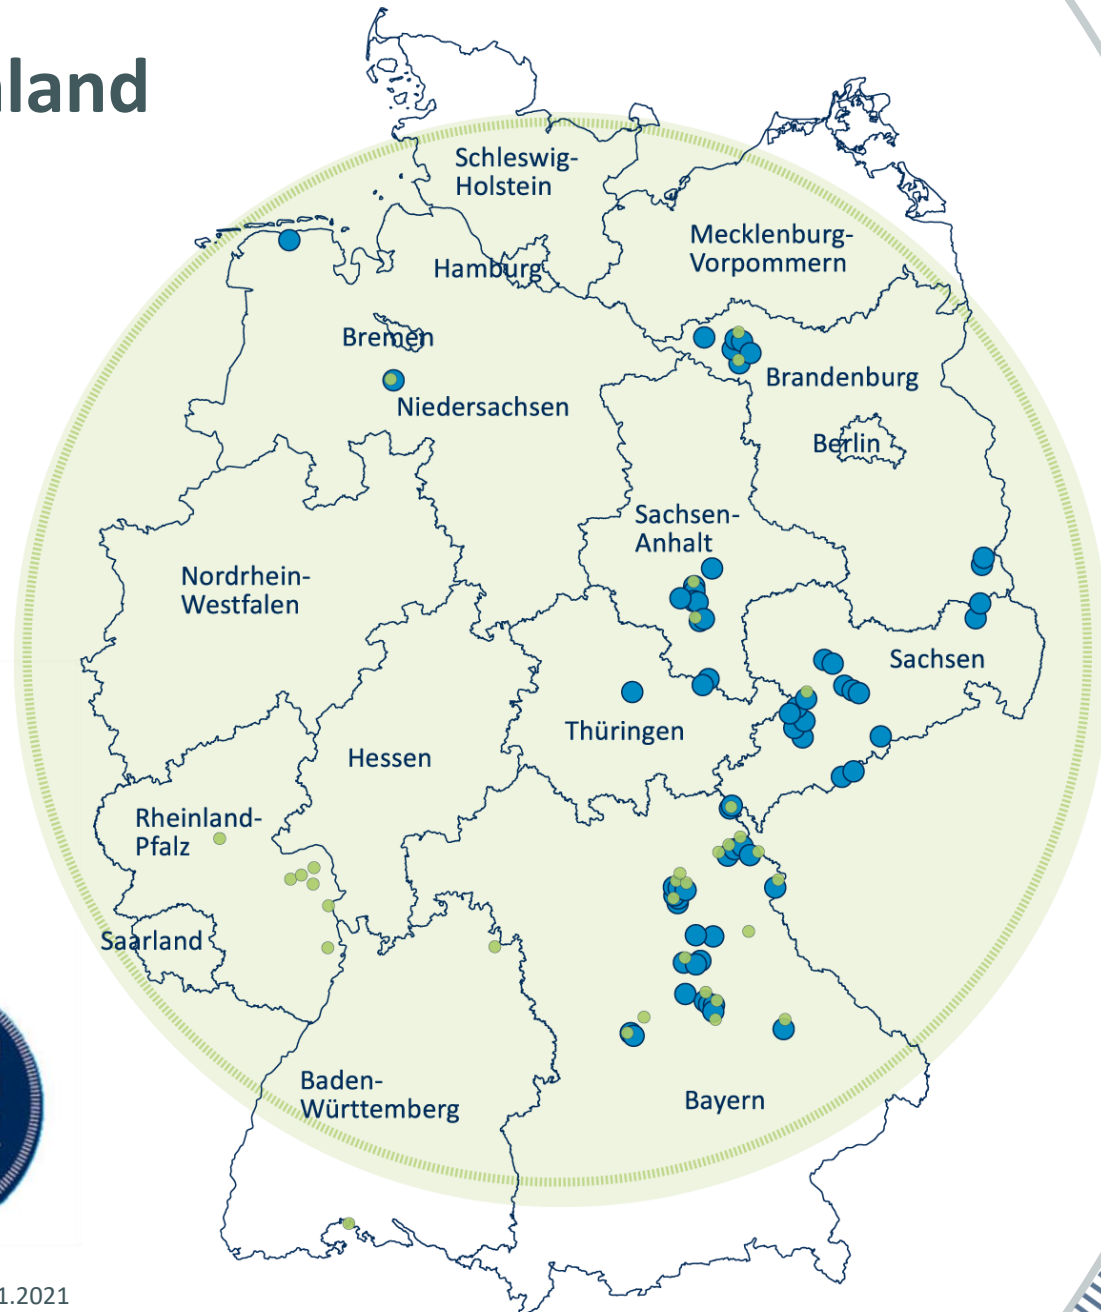 land
Schleswig-
Holstein
Mecklenburg-
Vorpommern
Hamburg
Bremen
Brandenburg
Niedersachsen
Berlin
Sachsen-
Anhalt
Nordrhein-
Westfalen
Sachsen
Thüringen
Hessen
Rheinland-
Pfalz
Saarland
Baden-
Württemberg
Bayern
1.2021